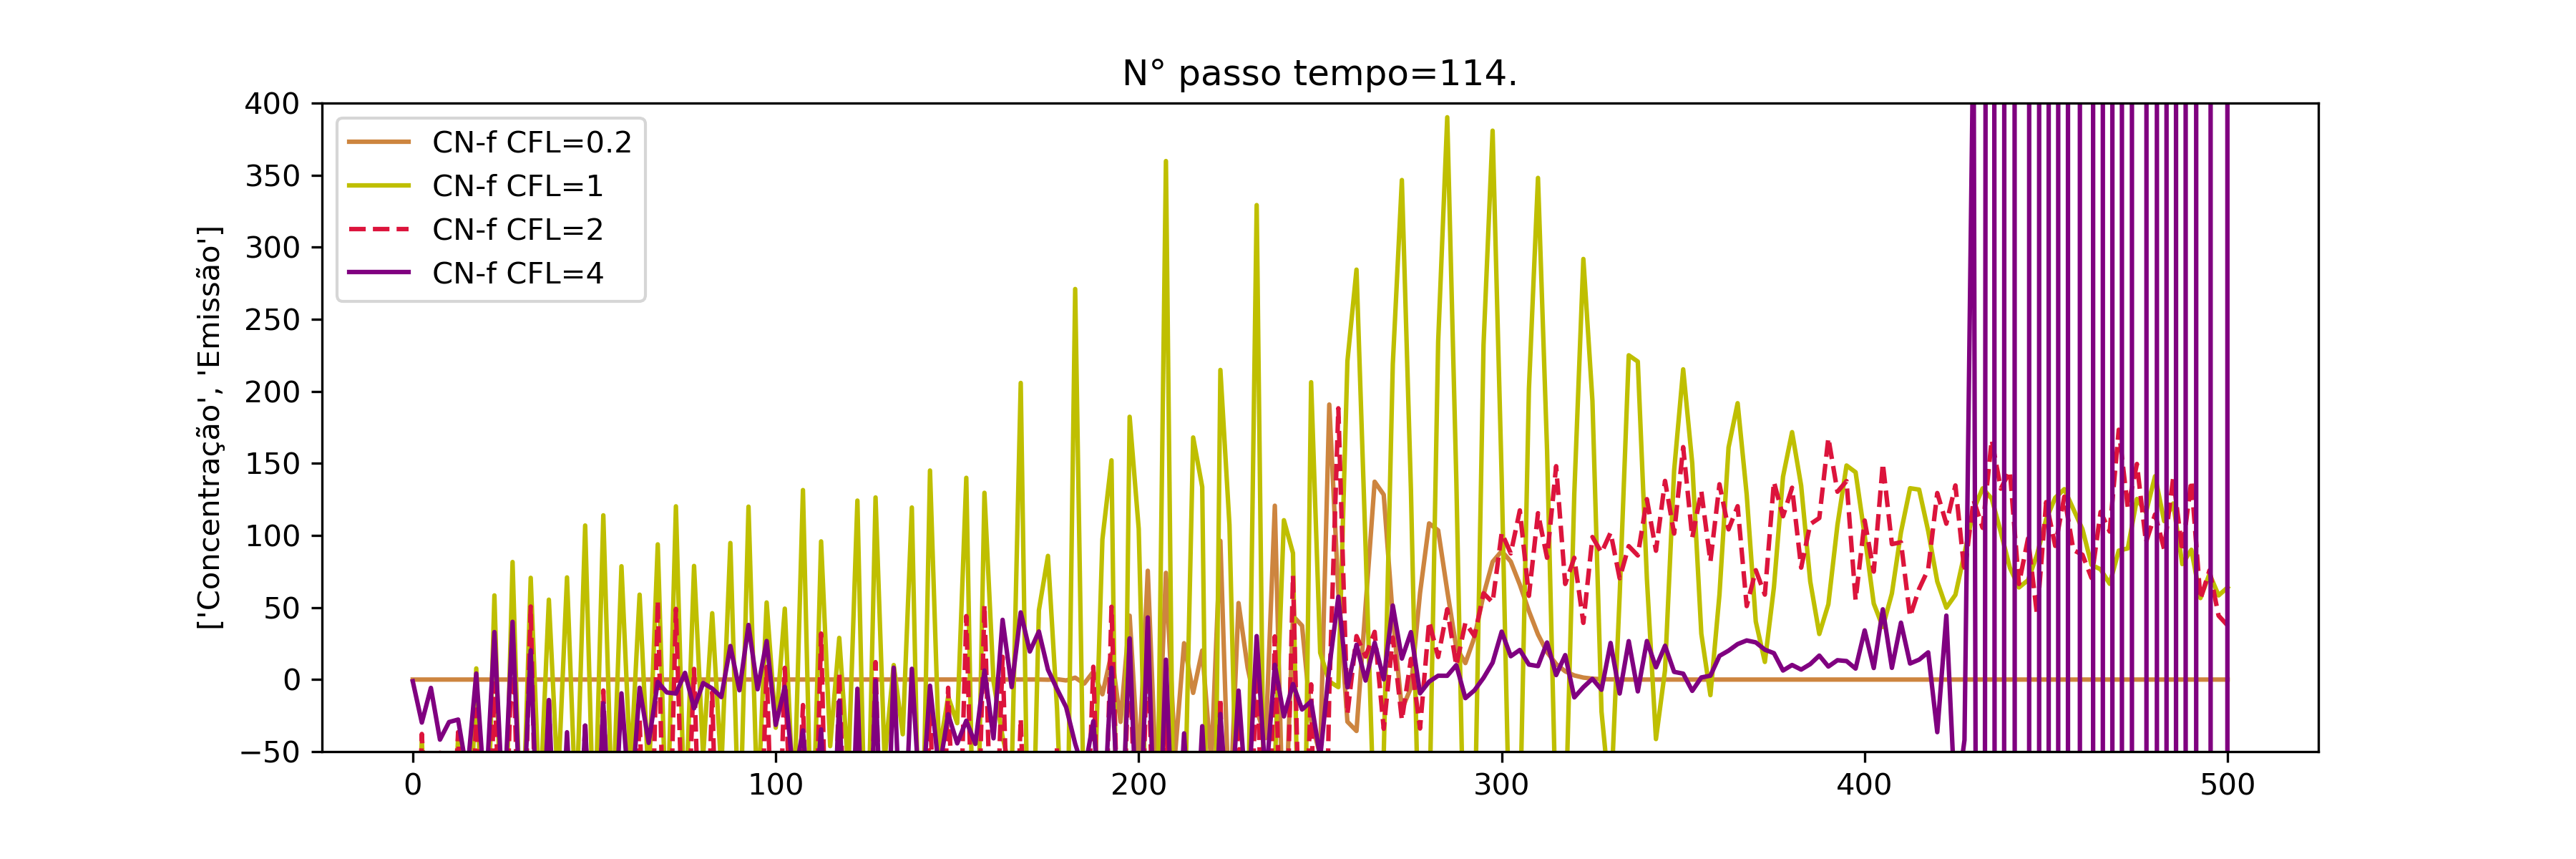 N° passo tempo=114.
['Concentração', 'Emissão']
400
350
300
250
200
150
100
50
0
−50
CN-f CFL=0.2
CN-f CFL=1
CN-f CFL=2
CN-f CFL=4
0 100 200 300 400 500